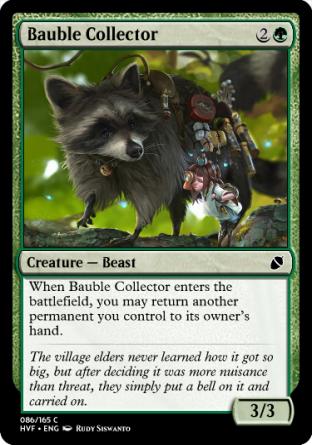 Bauble Collector 2
Creature — Beast
When Bauble Collector enters the
battlefield, you may return another
permanent you control to its owner's
hand.
The village elders never learned how it got so
big, but after deciding it was more nuisance
than threat, they simply put a bell on it and
carried on.
3/3
086/165 C
HVF • ENG Rudy Siswanto